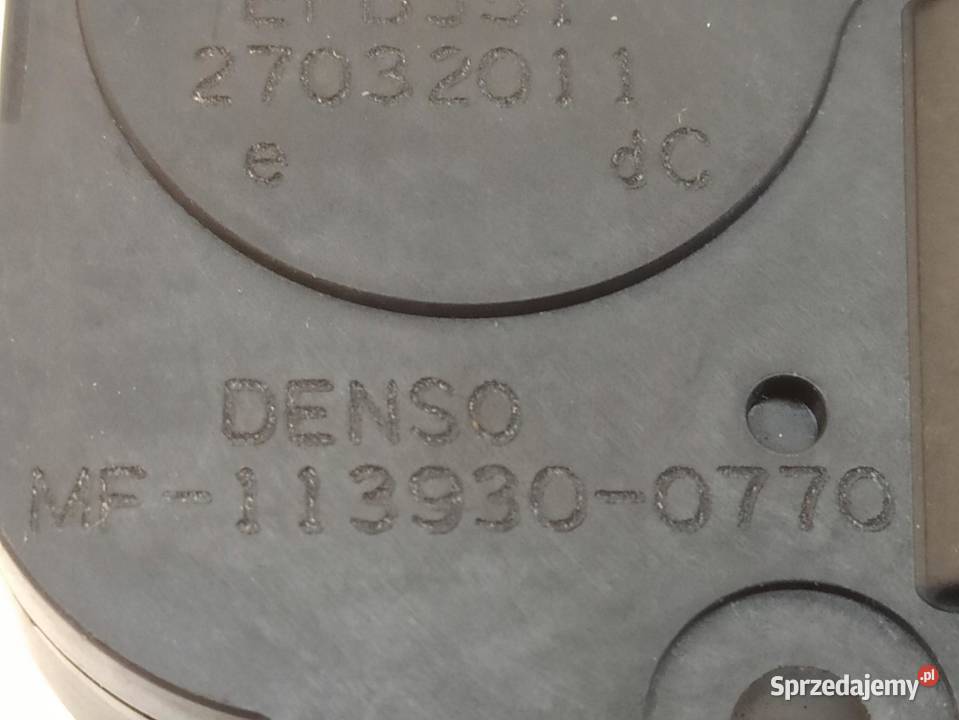 27032011
e dC
DENSO
MF-113930-0770
Sprzedajemy.pl